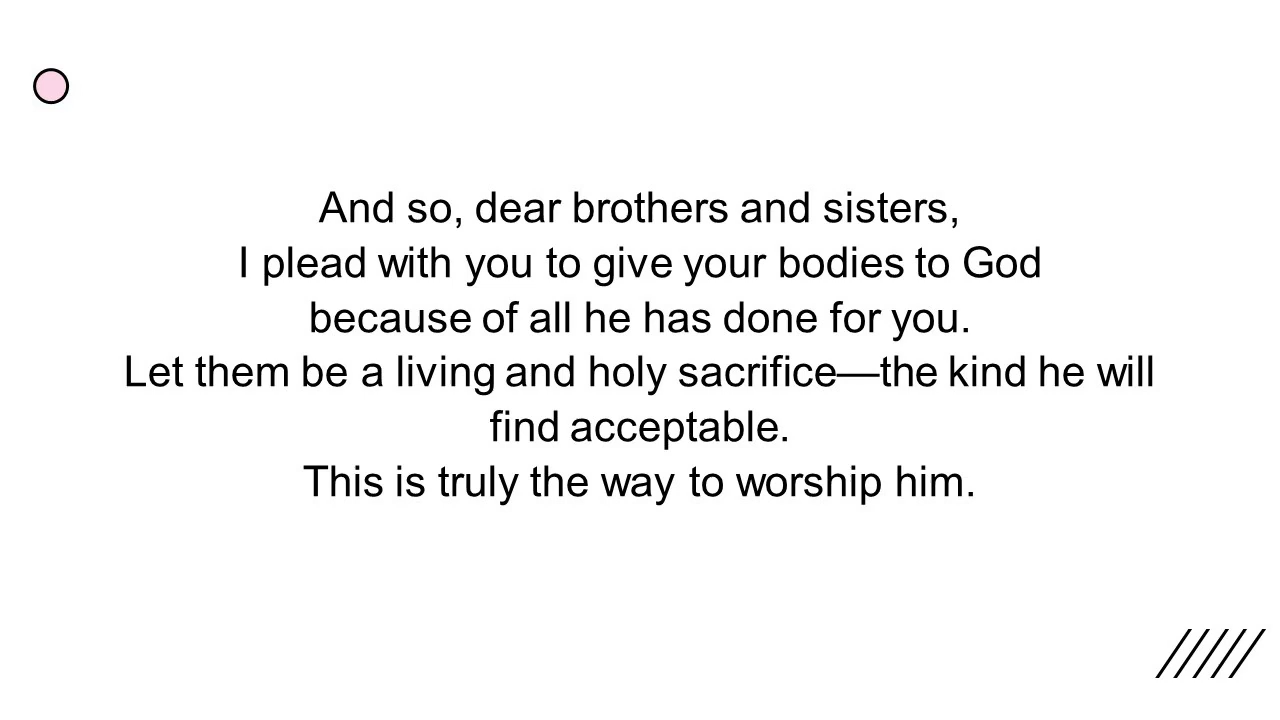 And so, dear brothers and sisters,
I plead with you to give your bodies to God
because of all he has done for you.
Let them be a living and holy sacrifice—the kind he will
find acceptable.
This is truly the way to worship him.